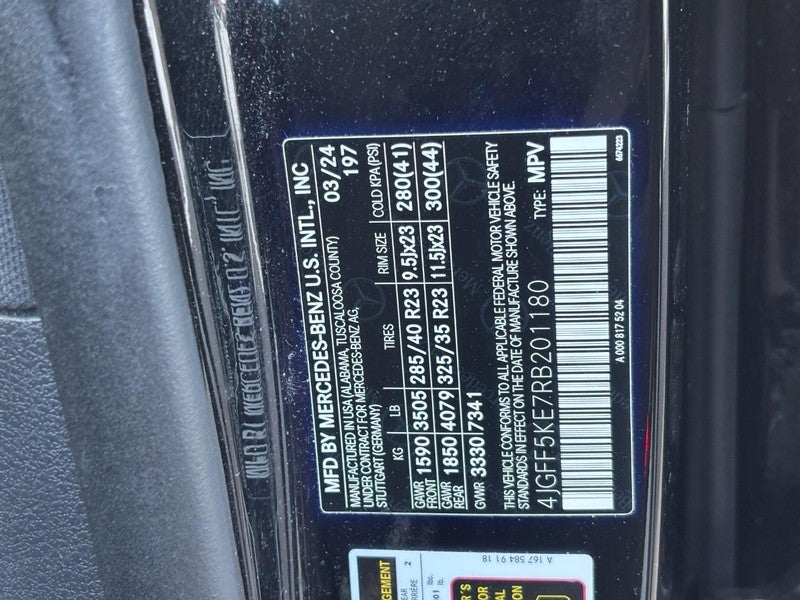 MFD BY MERCEDES-BENZ U.S. INTL., INC
MANUFACTURED IN USA (ALABAMA, TUSCALOOSA COUNTY)
UNDER CONTRACT FOR MERCEDES-BENZ AG,
STUTTGART (GERMANY)
03/24
197
KG LB TIRES RIM SIZE COLD KPA (PSI)
GAWR FRONT 1590 3505 285/40 R23 9.5Jx23 280(41)
GAWR REAR 1850 4079 325/35 R23 11.5Jx23 300(44)
GVWR 3330 7341
THIS VEHICLE CONFORMS TO ALL APPLICABLE FEDERAL MOTOR VEHICLE SAFETY
STANDARDS IN EFFECT ON THE DATE OF MANUFACTURE SHOWN ABOVE.
4JGFF5KE7RB201180 TYPE: MPV
A 000 817 52 04
6674223
A 167 584 91 18